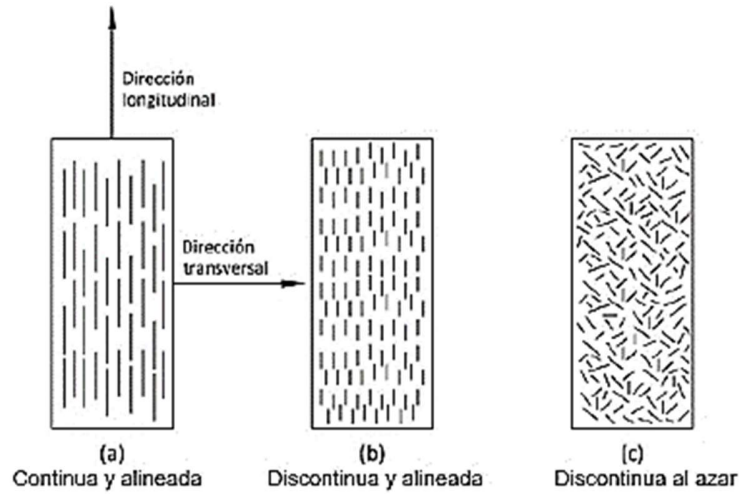 Dirección
longitudinal
Dirección
transversal
(a)
Continua y alineada
(b)
Discontinua y alineada
(c)
Discontinua al azar